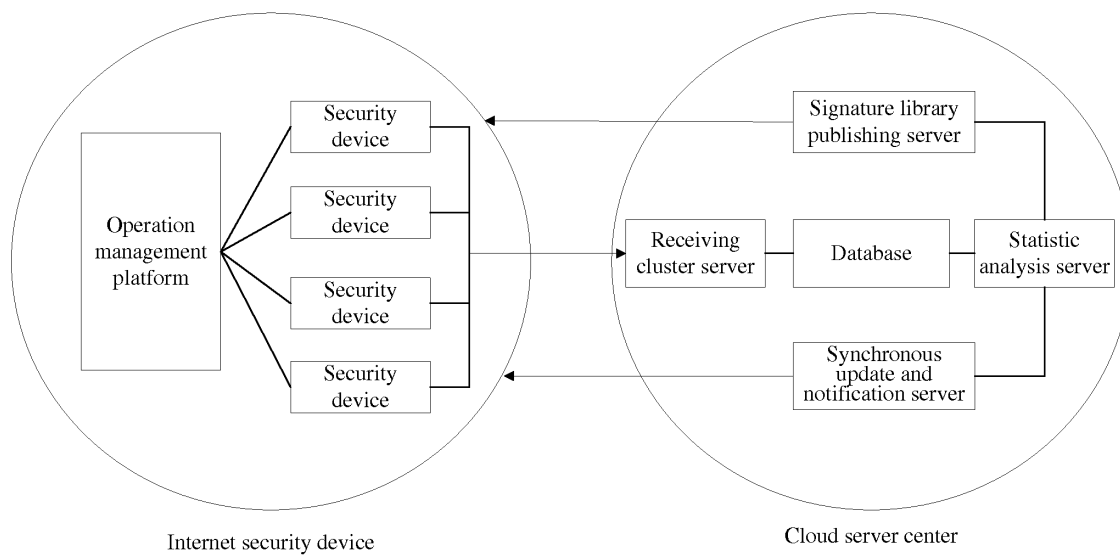 Operation
management
platform
Security
device
Security
device
Security
device
Security
device
Signature library
publishing server
Receiving
cluster server
Database
Statistic
analysis server
Synchronous
update and
notification server
Internet security device
Cloud server center